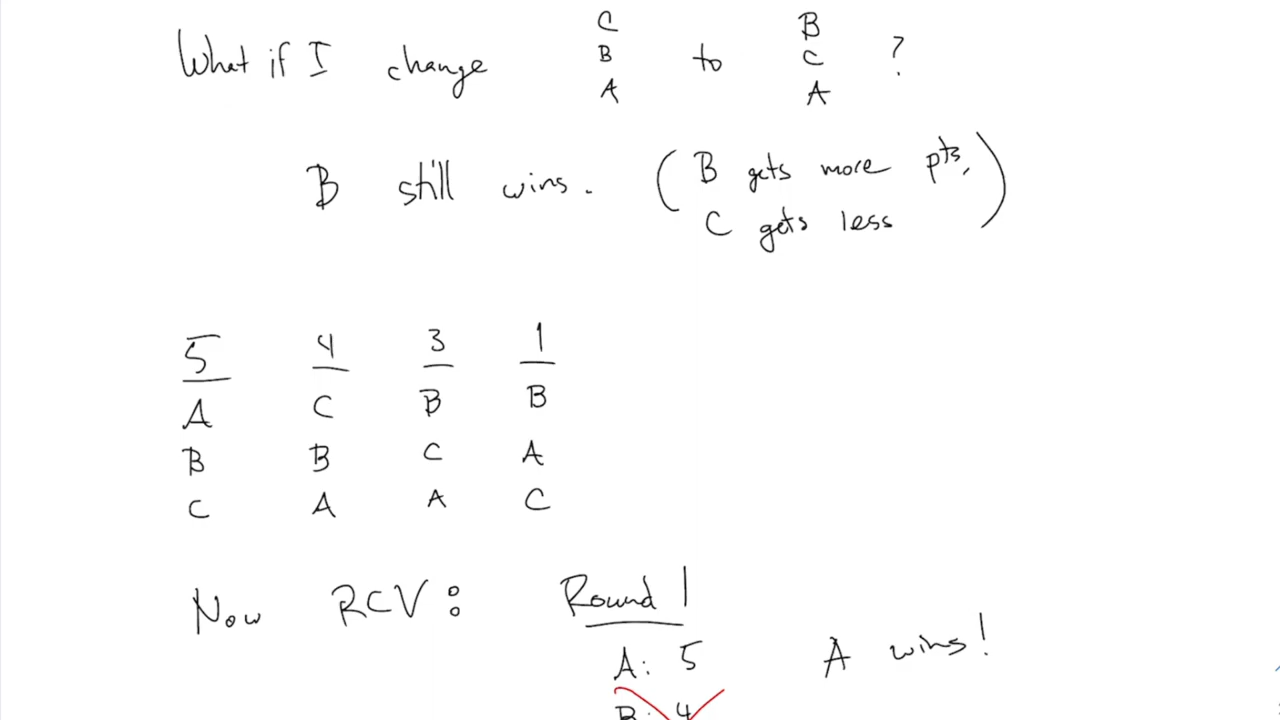 C B
What if I change B to C ?
A A
B still wins. ( B gets more pts,
C gets less )
5 4 3 1
A C B B
B B C A
C A A C
Now RCV: Round 1
A: 5 A wins!
B: 4